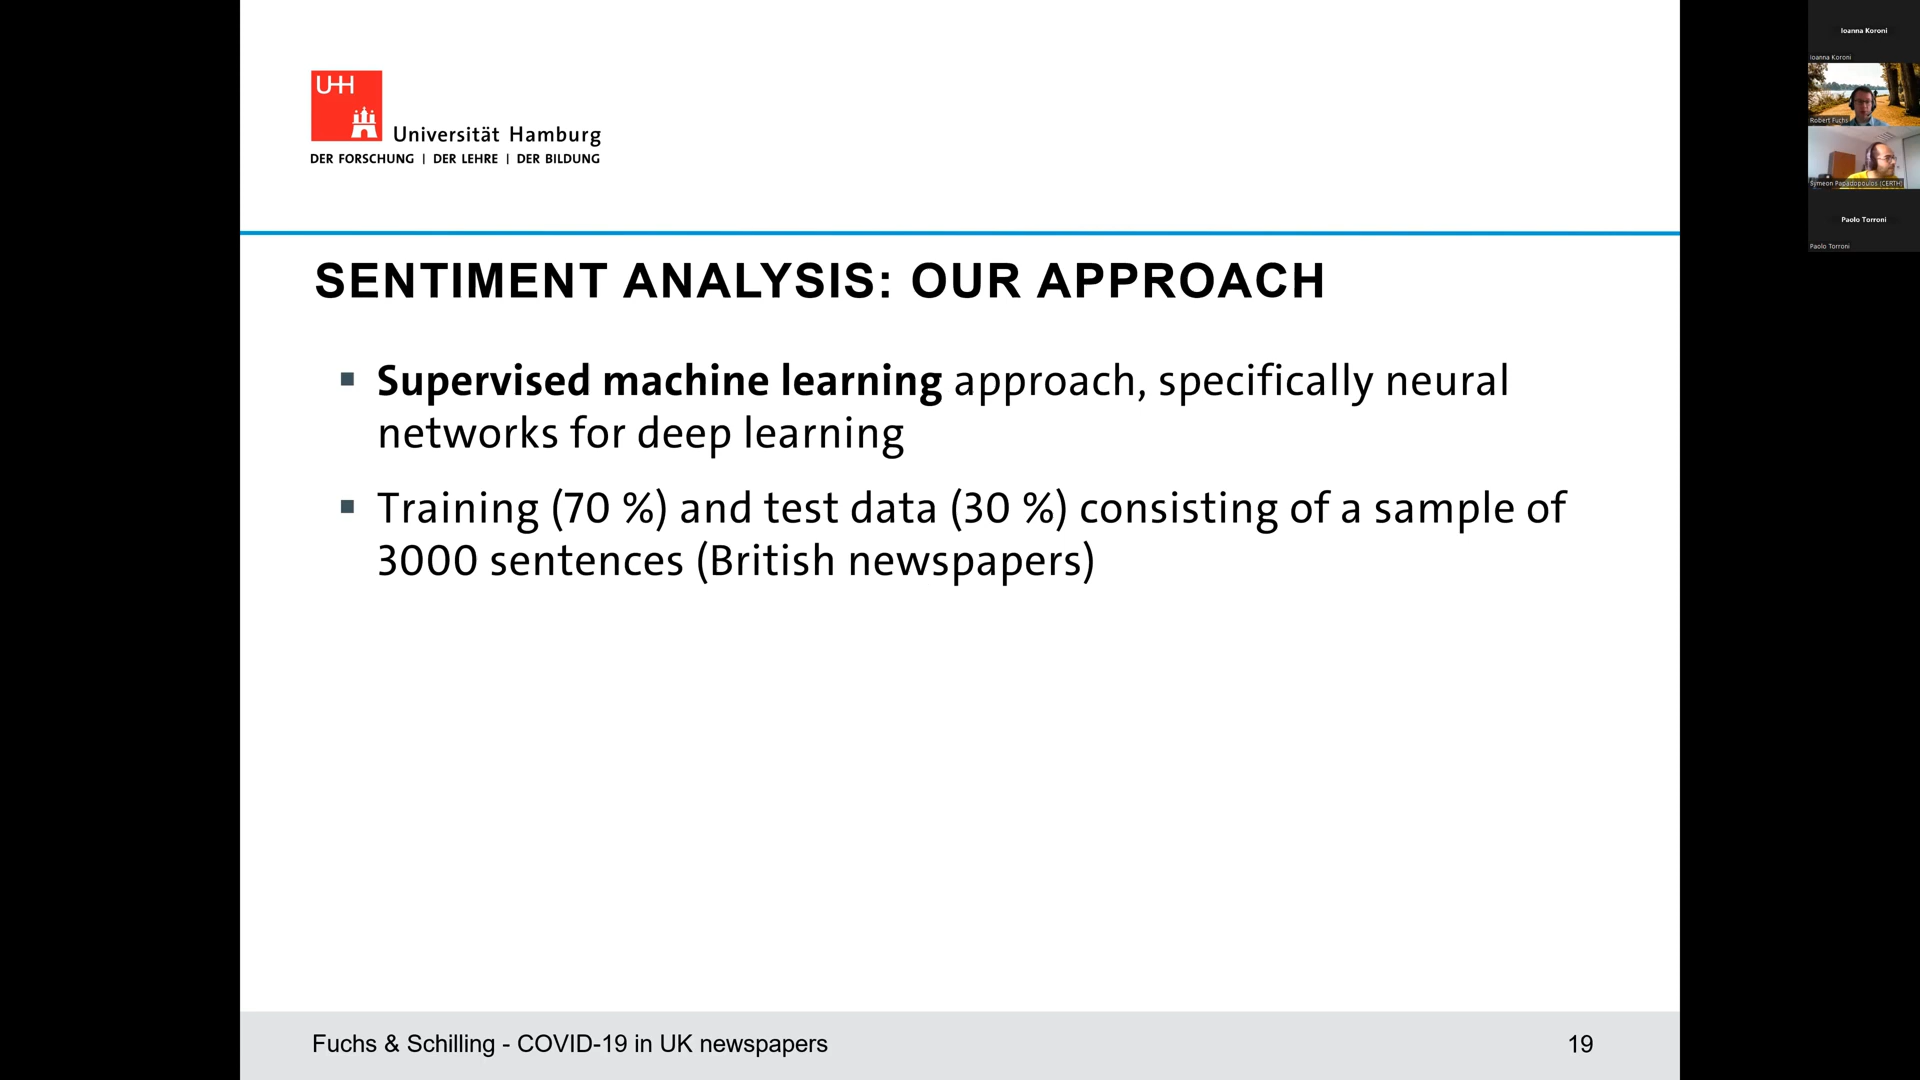 UHH
Universität Hamburg
DER FORSCHUNG | DER LEHRE | DER BILDUNG
SENTIMENT ANALYSIS: OUR APPROACH
▪ Supervised machine learning approach, specifically neural
networks for deep learning
▪ Training (70 %) and test data (30 %) consisting of a sample of
3000 sentences (British newspapers)
Fuchs & Schilling - COVID-19 in UK newspapers
19
Ioanna Koroni
Ioanna Koroni
Robert Fuchs
Symeon Papadopoulos (CERTH)
Paolo Torroni
Paolo Torroni